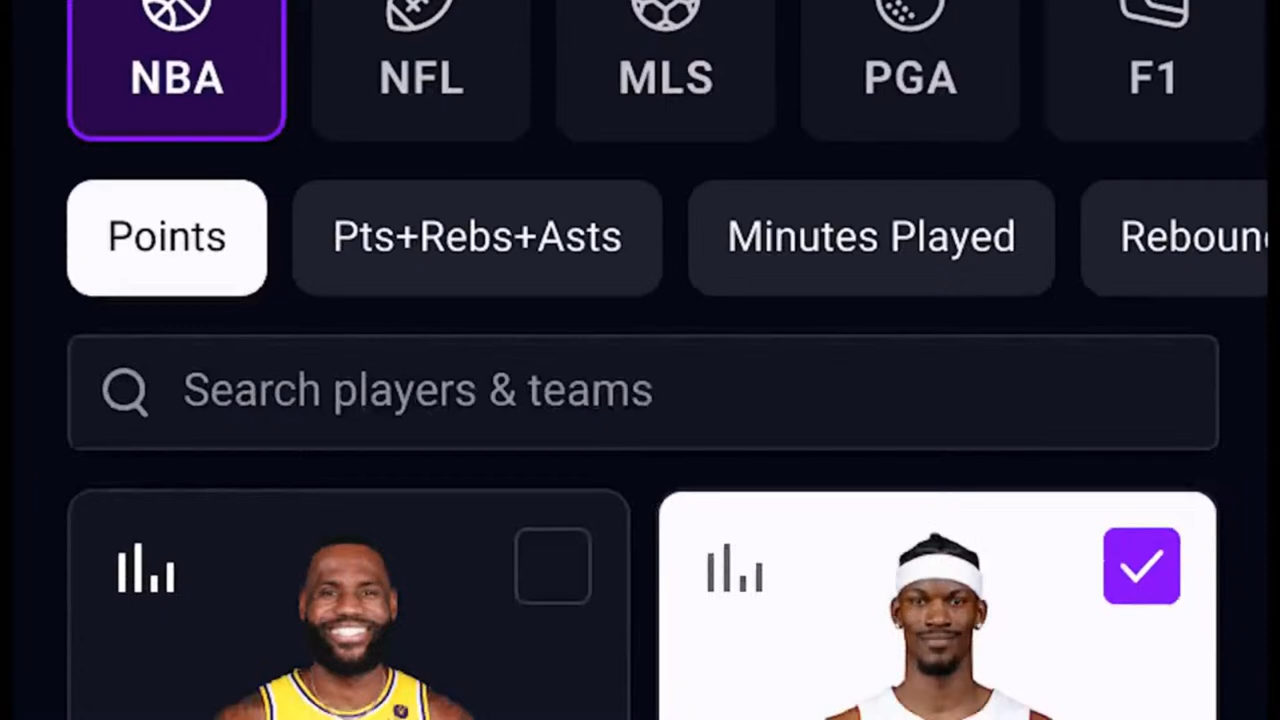 NBA NFL MLS PGA F1
Points Pts+Rebs+Asts Minutes Played
Search players & teams